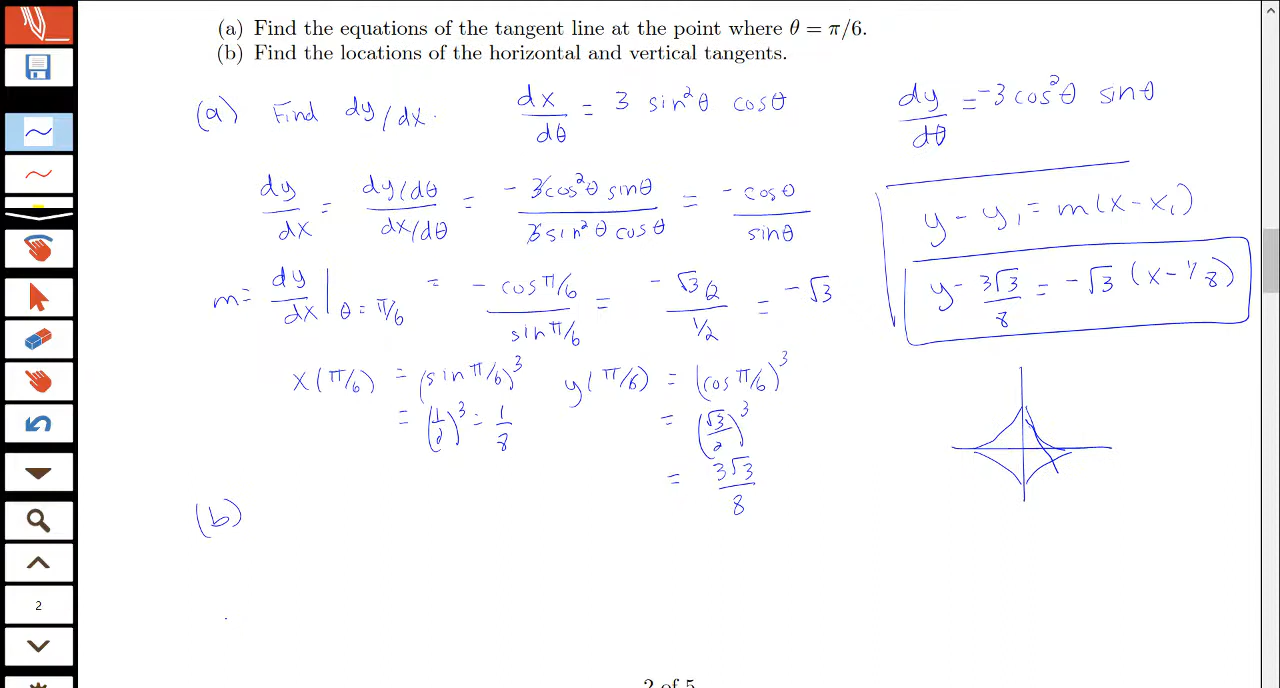 (a) Find the equations of the tangent line at the point where θ = π/6.
(b) Find the locations of the horizontal and vertical tangents.
(a) Find dy/dx. dx/dθ = 3 sin²θ cosθ dy/dθ = -3 cos²θ sinθ
dy/dx = (dy/dθ)/(dx/dθ) = (-3cos²θ sinθ)/(3sin²θ cosθ) = (-cosθ)/(sinθ)
y - y₁ = m(x - x₁)
m = dy/dx |θ=π/6 = (-cos π/6)/(sin π/6) = (-√3/2)/(1/2) = -√3
y - 3√3/8 = -√3 (x - 1/8)
x(π/6) = (sin π/6)³ y(π/6) = (cos π/6)³
= (1/2)³ = 1/8 = (√3/2)³
= 3√3/8
(b)
2
2 of 5